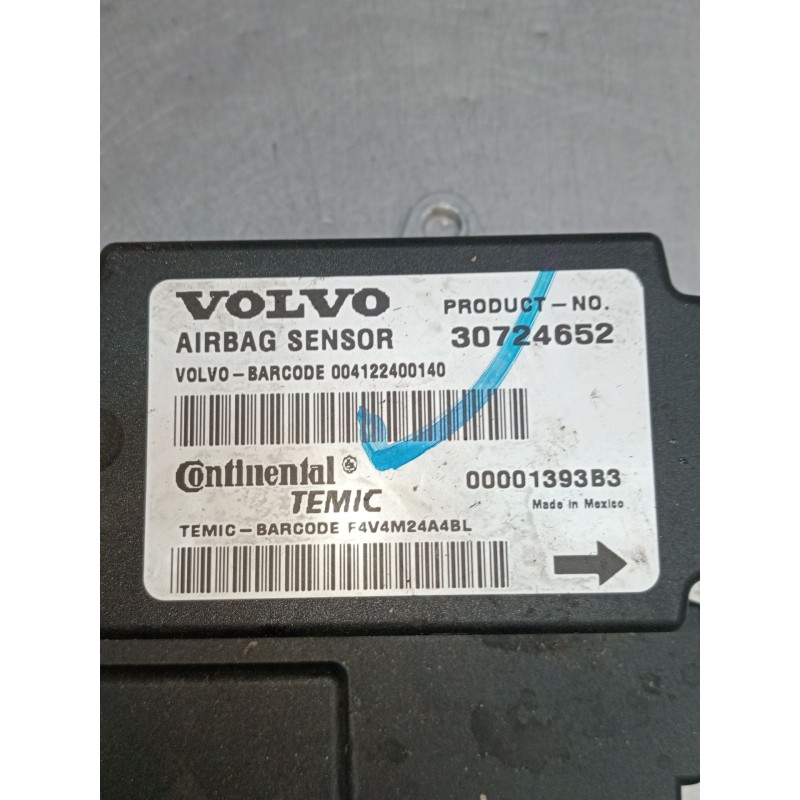 VOLVO PRODUCT-NO.
AIRBAG SENSOR 30724652
VOLVO-BARCODE 004122400140
Continental® 00001393B3
TEMIC Made in Mexico
TEMIC-BARCODE F4V4M24A4BL